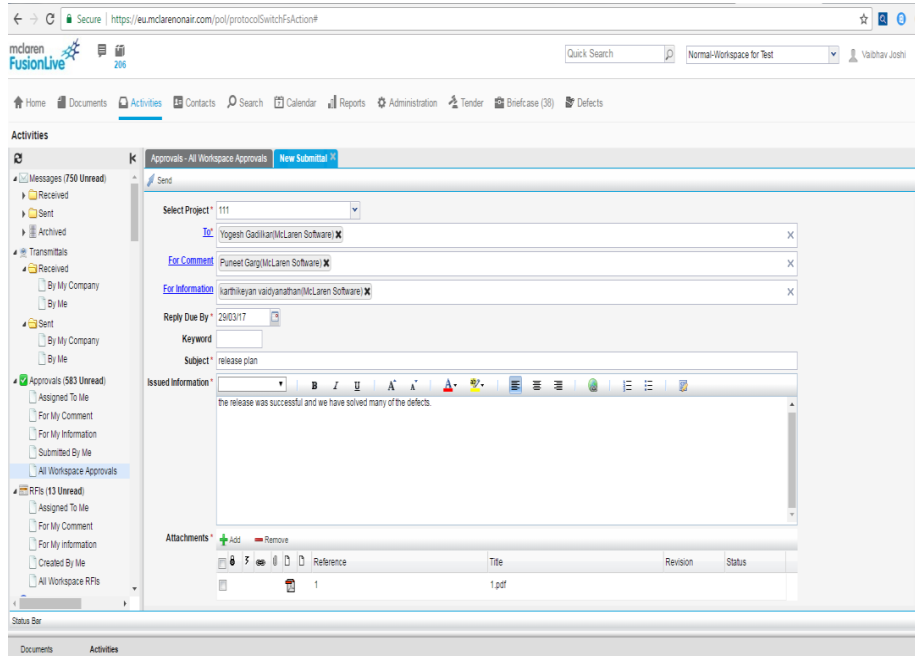 Secure https://eu.mclarenonair.com/pol/protocolSwitchFsAction#
mclaren
FusionLive
206
Quick Search
Normal-Workspace for Test
Vaibhav Joshi
Home Documents Activities Contacts Search Calendar Reports Administration Tender Briefcase (38) Defects
Activities
Approvals - All Workspace Approvals New Submittal
Messages (750 Unread)
Received
Sent
Archived
Transmittals
Received
By My Company
By Me
Sent
By My Company
By Me
Approvals (583 Unread)
Assigned To Me
For My Comment
For My Information
Submitted By Me
All Workspace Approvals
RFIs (13 Unread)
Assigned To Me
For My Comment
For My information
Created By Me
All Workspace RFIs
Send
Select Project * 111
To* Yogesh Gadilkar(McLaren Software)
For Comment Puneet Garg(McLaren Software)
For Information karthikeyan vaidyanathan(McLaren Software)
Reply Due By * 29/03/17
Keyword
Subject * release plan
Issued Information *
B I U A A A
the release was successful and we have solved many of the defects.
Attachments * Add Remove
Reference Title Revision Status
1 1.pdf
Status Bar
Documents Activities